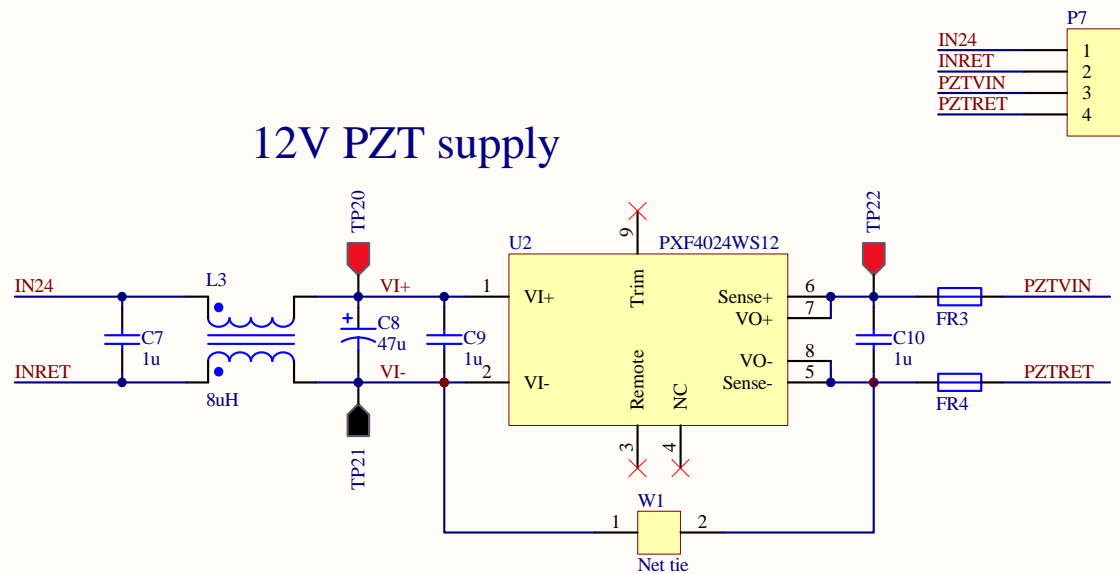 P7
IN24
1
INRET
2
PZTVIN
3
PZTRET
4
12V PZT supply
TP20
TP22
9
U2
PXF4024WS12
IN24
L3
VI+
1
VI+
Trim
Sense+
6
PZTVIN
VO+
7
FR3
C7
1u
+
C8
47u
C9
1u
C10
1u
VO-
8
INRET
VI-
2
VI-
Sense-
5
PZTRET
8uH
Remote
NC
FR4
TP21
3
4
W1
1
2
Net tie